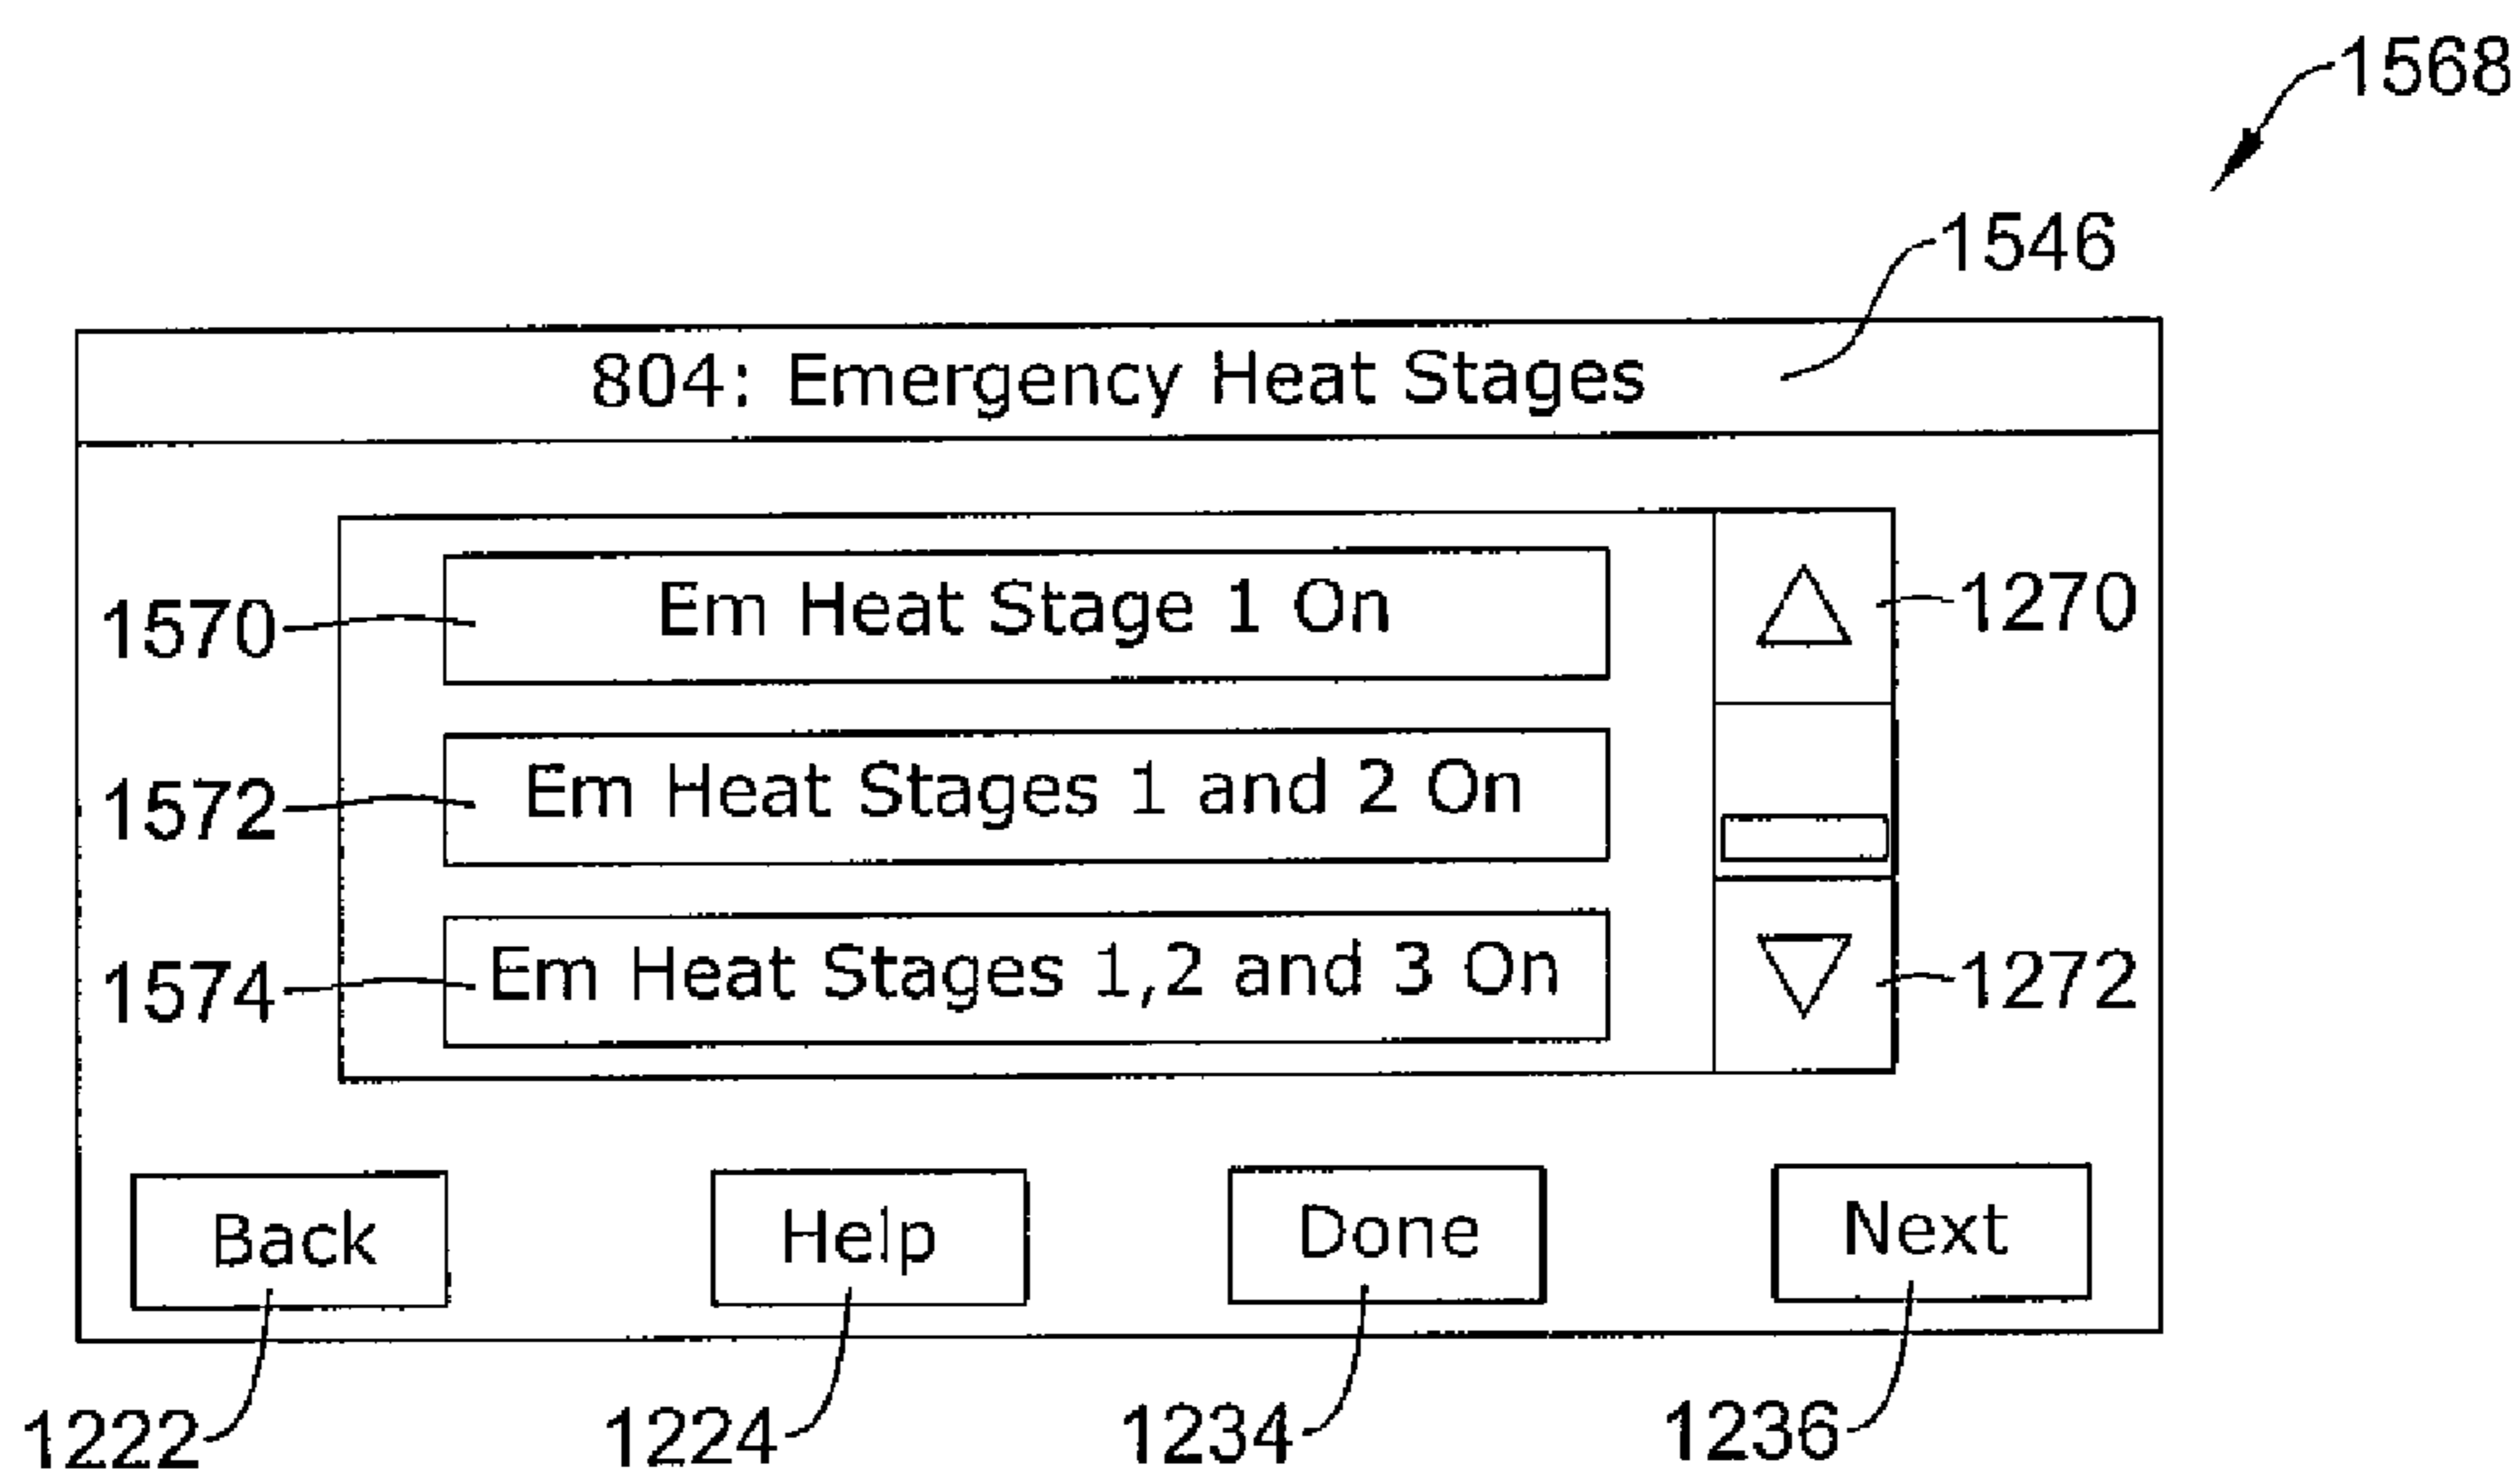 1568
1546
804: Emergency Heat Stages
1570
Em Heat Stage 1 On
1270
1572
Em Heat Stages 1 and 2 On
1574
Em Heat Stages 1,2 and 3 On
1272
Back
Help
Done
Next
1222
1224
1234
1236